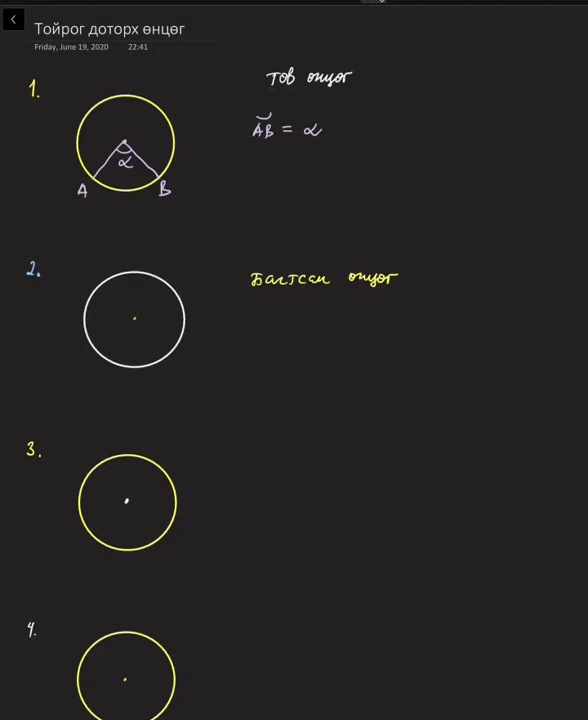 Тойрог доторх өнцөг
Friday, June 19, 2020 22:41
1.
Төв өнцөг
AB = α
α
A B
2.
Багтсан өнцөг
3.
4.